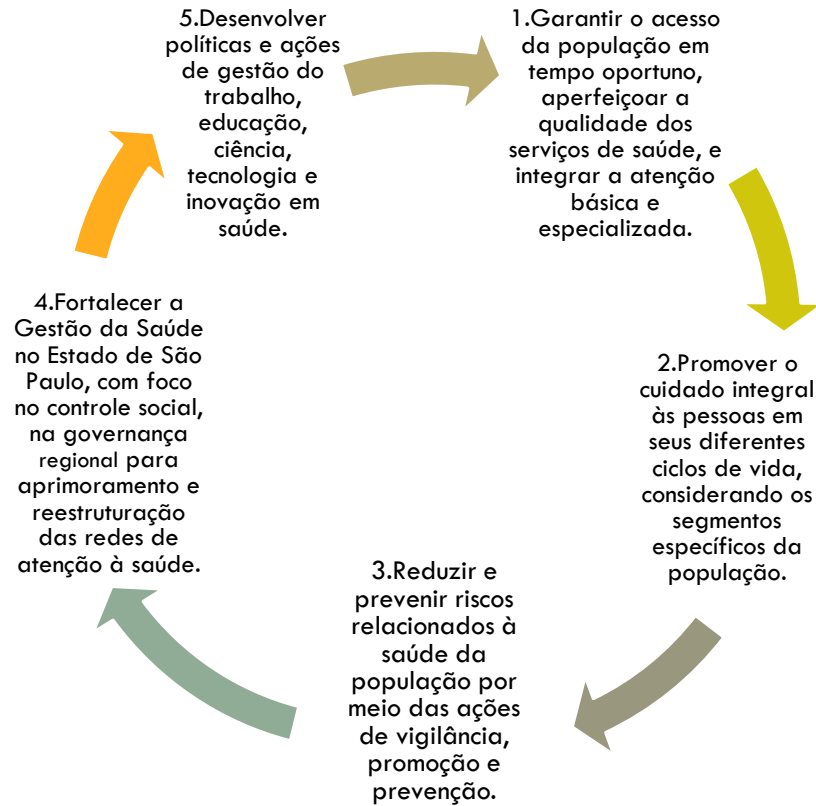 1.Garantir o acesso
da população em
tempo oportuno,
aperfeiçoar a
qualidade dos
serviços de saúde, e
integrar a atenção
básica e
especializada.
2.Promover o
cuidado integral
às pessoas em
seus diferentes
ciclos de vida,
considerando os
segmentos
específicos da
população.
3.Reduzir e
prevenir riscos
relacionados à
saúde da
população por
meio das ações
de vigilância,
promoção e
prevenção.
4.Fortalecer a
Gestão da Saúde
no Estado de São
Paulo, com foco
no controle social,
na governança
regional para
aprimoramento e
reestruturação
das redes de
atenção à saúde.
5.Desenvolver
políticas e ações
de gestão do
trabalho,
educação,
ciência,
tecnologia e
inovação em
saúde.